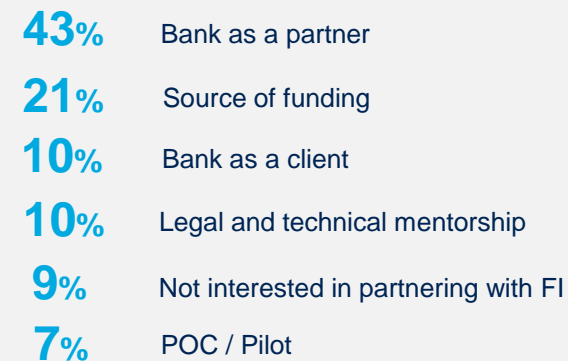 43% Bank as a partner
21% Source of funding
10% Bank as a client
10% Legal and technical mentorship
9% Not interested in partnering with FI
7% POC / Pilot